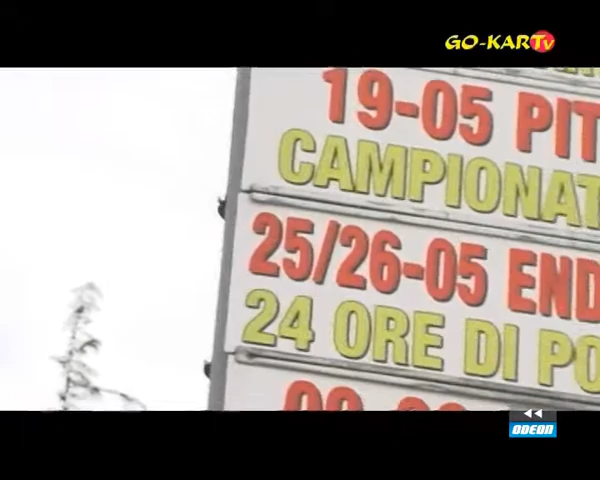 GO-KARTv
19-05 PIT
CAMPIONAT
25/26-05 END
24 ORE DI PO
ODEON